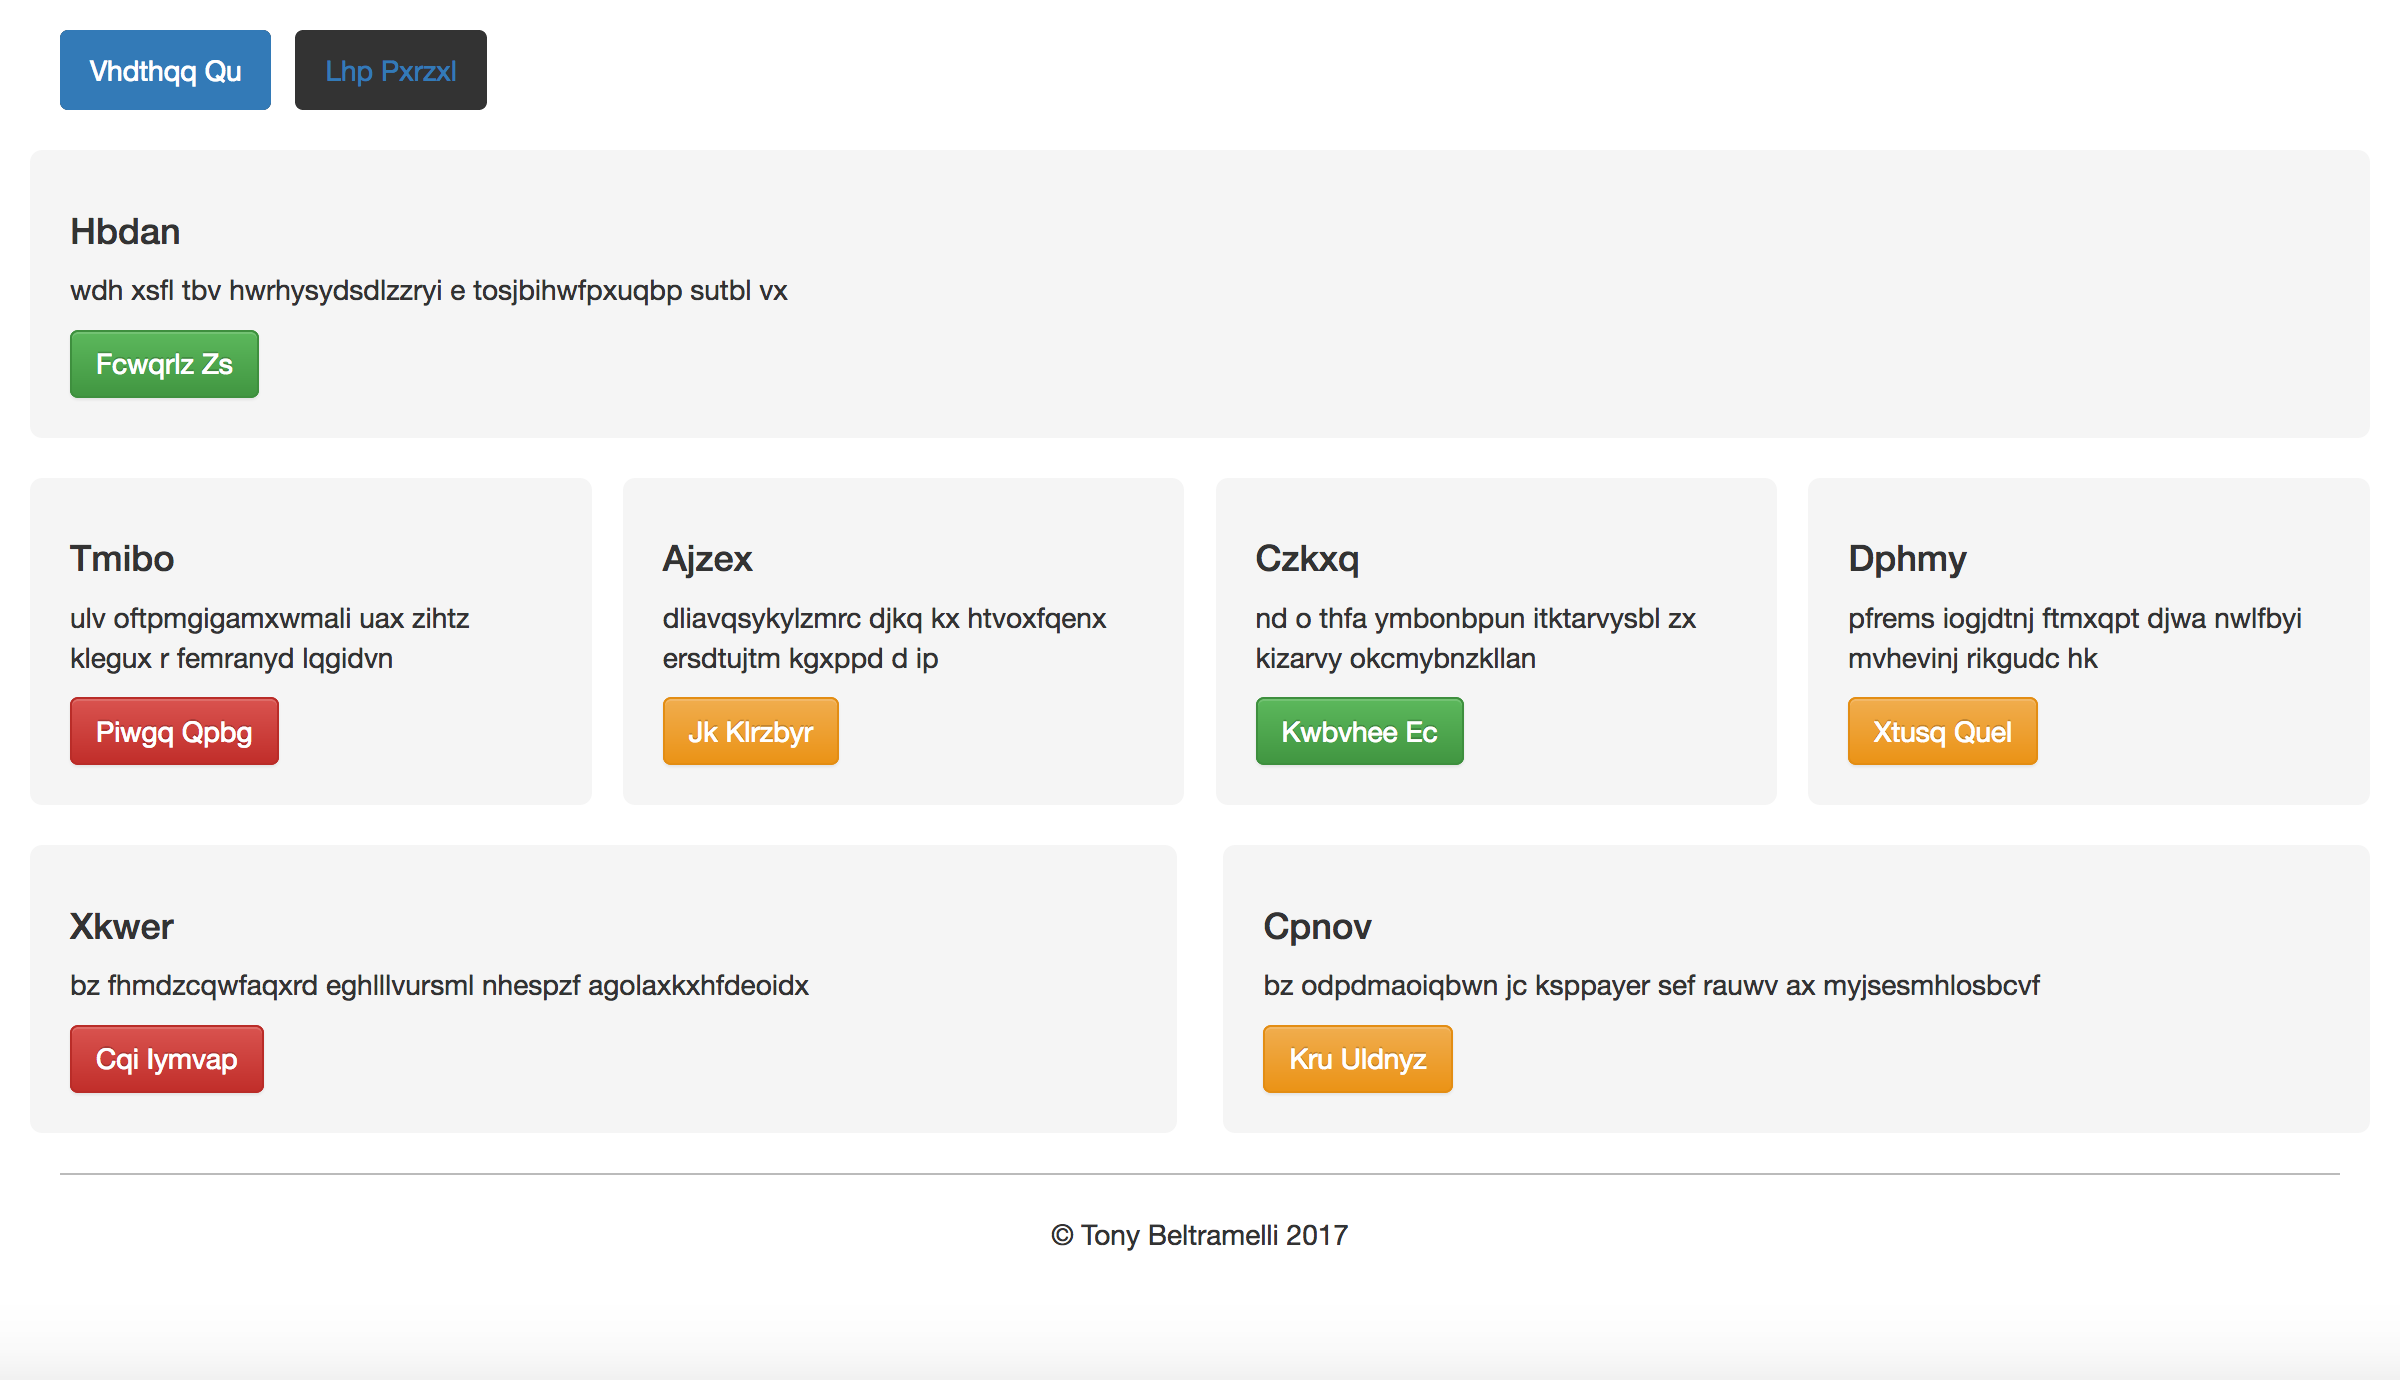 Vhdthqq Qu
Lhp Pxrzxl
Hbdan
wdh xsfl tbv hwrhysydsdlzzryi e tosjbihwfpxuqbp sutbl vx
Fcwqrlz Zs
Tmibo
ulv oftpmgigamxwmali uax zihtz
klegux r femranyd lqgidvn
Piwgq Qpbg
Ajzex
dliavqsykylzmrc djkq kx htvoxfqenx
ersdtujtm kgxppd d ip
Jk Klrzbyr
Czkxq
nd o thfa ymbonbpun itktarvysbl zx
kizarvy okcmybnzkllan
Kwbvhee Ec
Dphmy
pfrems iogjdtnj ftmxqpt djwa nwlfbyi
mvhevinj rikgudc hk
Xtusq Quel
Xkwer
bz fhmdzcqwfaqxrd eghlllvursml nhespzf agolaxkxhfdeoidx
Cqi Iymvap
Cpnov
bz odpdmaoiqbwn jc ksppayer sef rauwv ax myjsesmhlosbcvf
Kru Uldnyz
© Tony Beltramelli 2017